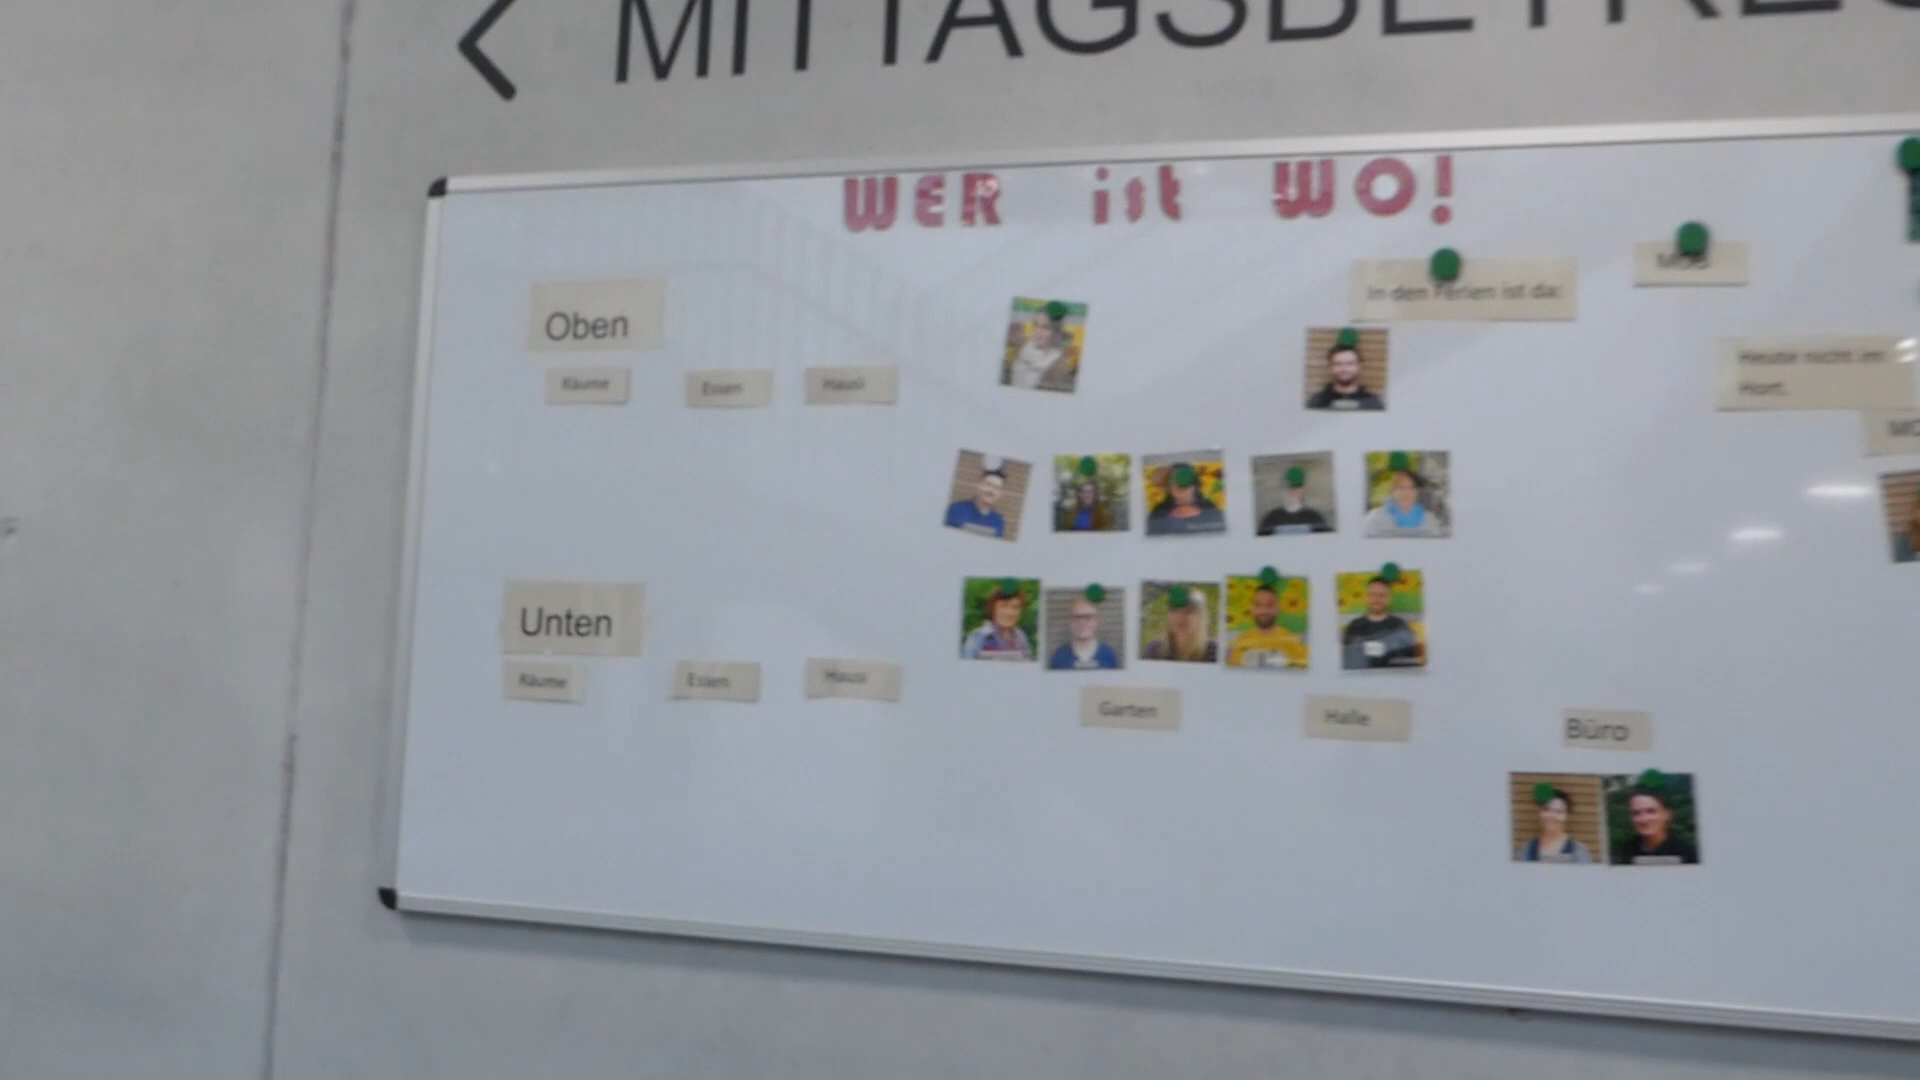 WER ist WO!
In den Ferien ist da:
Oben
Heute nicht im
Hort.
Räume
Essen
Hausi
Unten
Räume
Essen
Hausi
Garten
Halle
Büro